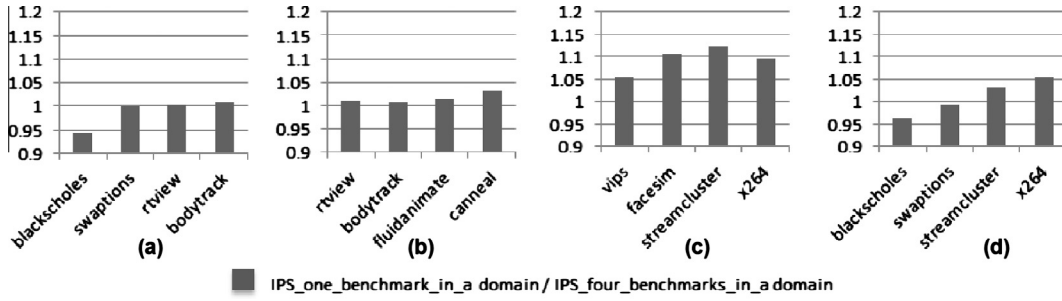 1.2
1.15
1.1
1.05
1
0.95
0.9
blackscholes
swaptions
rtview
bodytrack
(a)
1.2
1.15
1.1
1.05
1
0.95
0.9
rtview
bodytrack
fluidanimate
canneal
(b)
1.2
1.15
1.1
1.05
1
0.95
0.9
vips
facesim
streamcluster
x264
(c)
1.2
1.15
1.1
1.05
1
0.95
0.9
blackscholes
swaptions
streamcluster
x264
(d)
IPS_one_benchmark_in_a domain / IPS_four_benchmarks_in_a domain